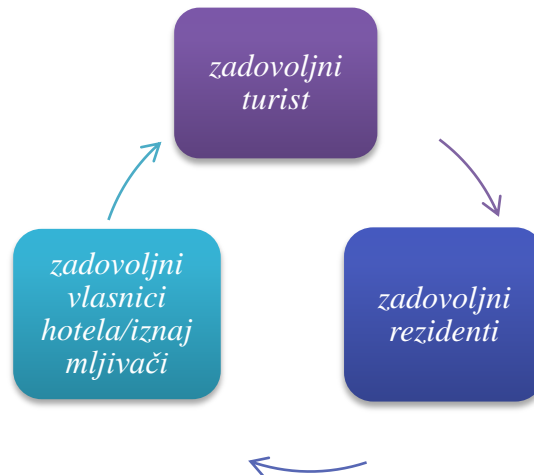 zadovoljni
turist
zadovoljni
vlasnici
hotela/iznaj
mljivači
zadovoljni
rezidenti